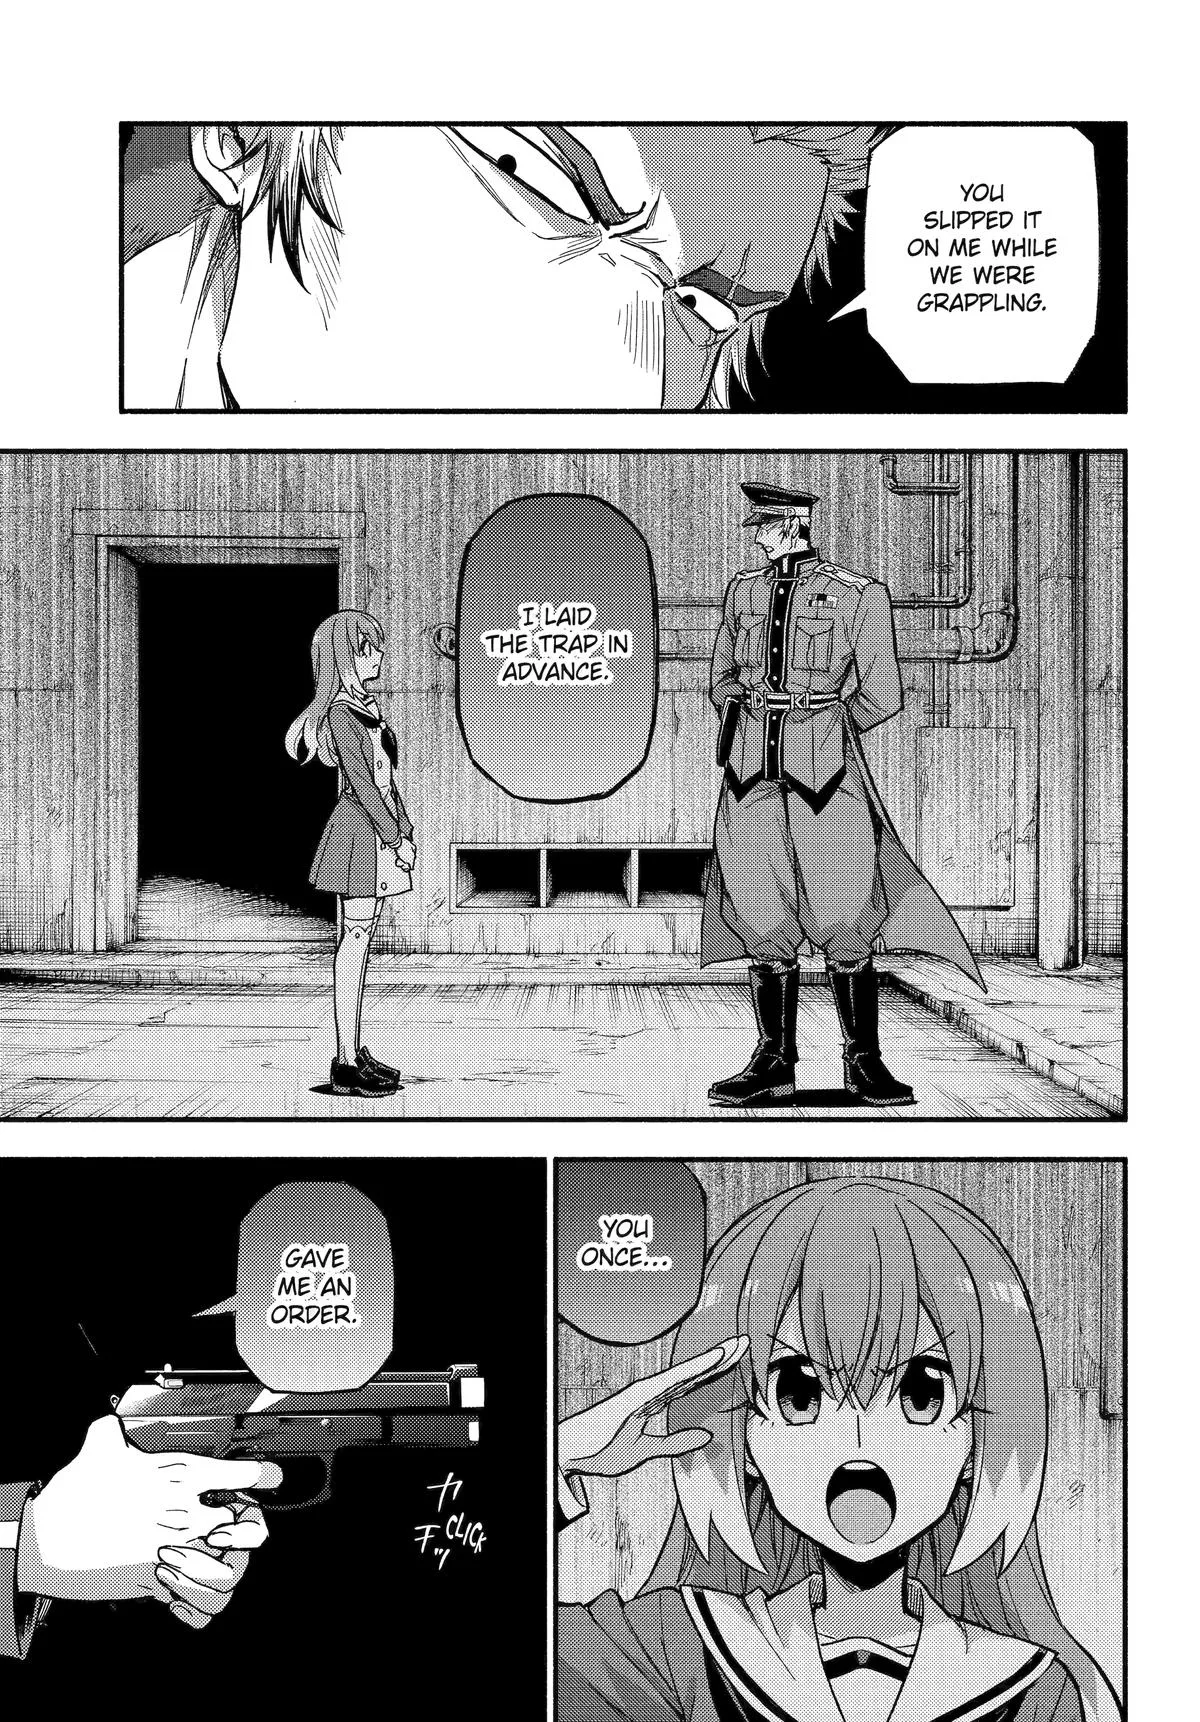 YOU
SLIPPED IT
ON ME WHILE
WE WERE
GRAPPLING.
I LAID
THE TRAP IN
ADVANCE.
YOU
ONCE...
GAVE
ME AN
ORDER.
カチッ
CLICK